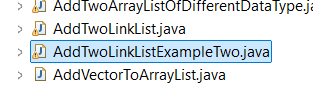 AddTwoArrayListOfDifferentDataType.ja
AddTwoLinkList.java
AddTwoLinkListExampleTwo.java
AddVectorToArrayList.java